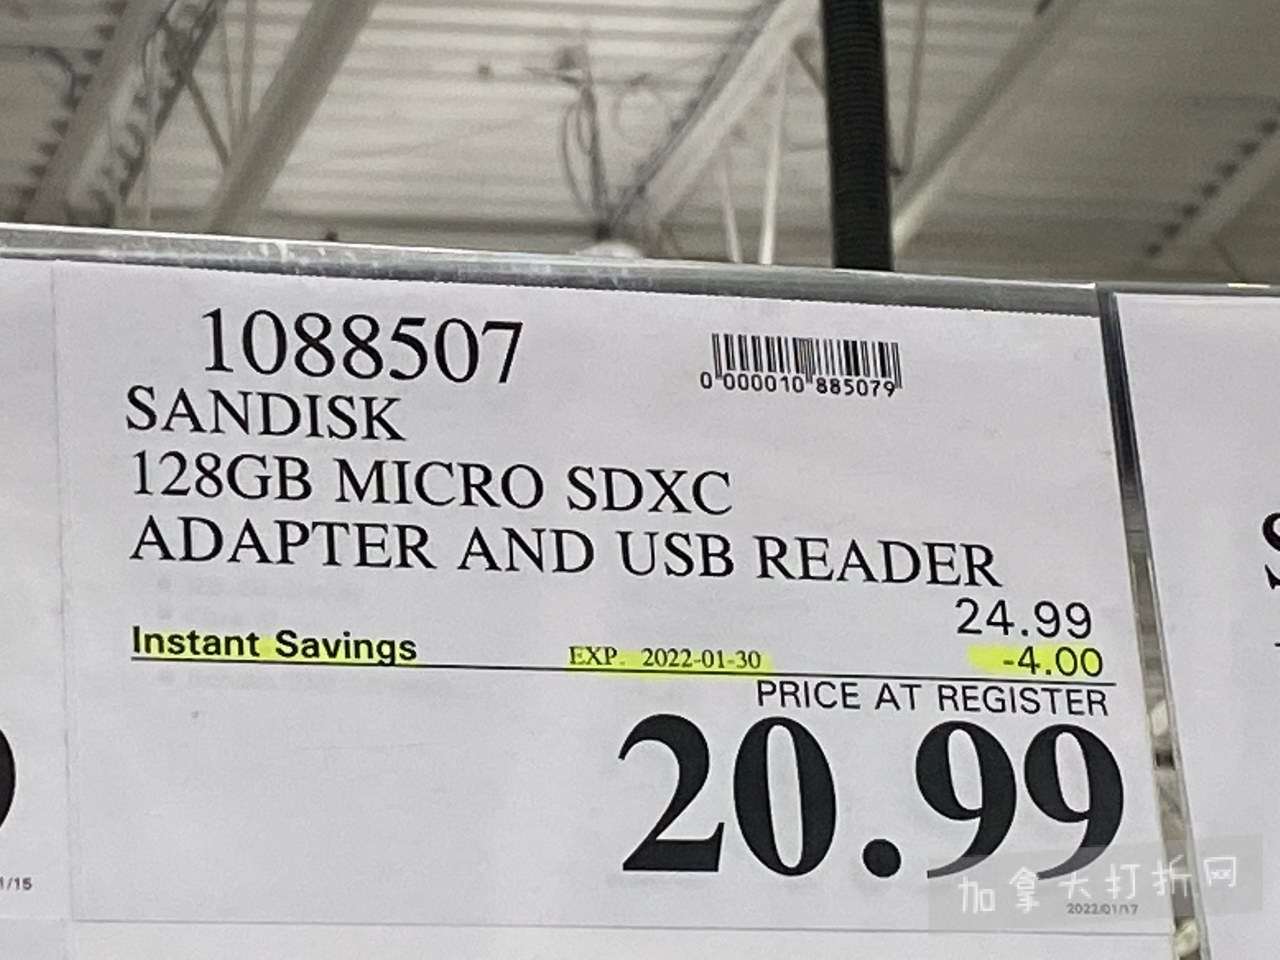 1088507
0 000010 885079
SANDISK
128GB MICRO SDXC
ADAPTER AND USB READER
24.99
Instant Savings EXP. 2022-01-30 -4.00
PRICE AT REGISTER
20.99
加拿大打折网
2022/01/17
1/15